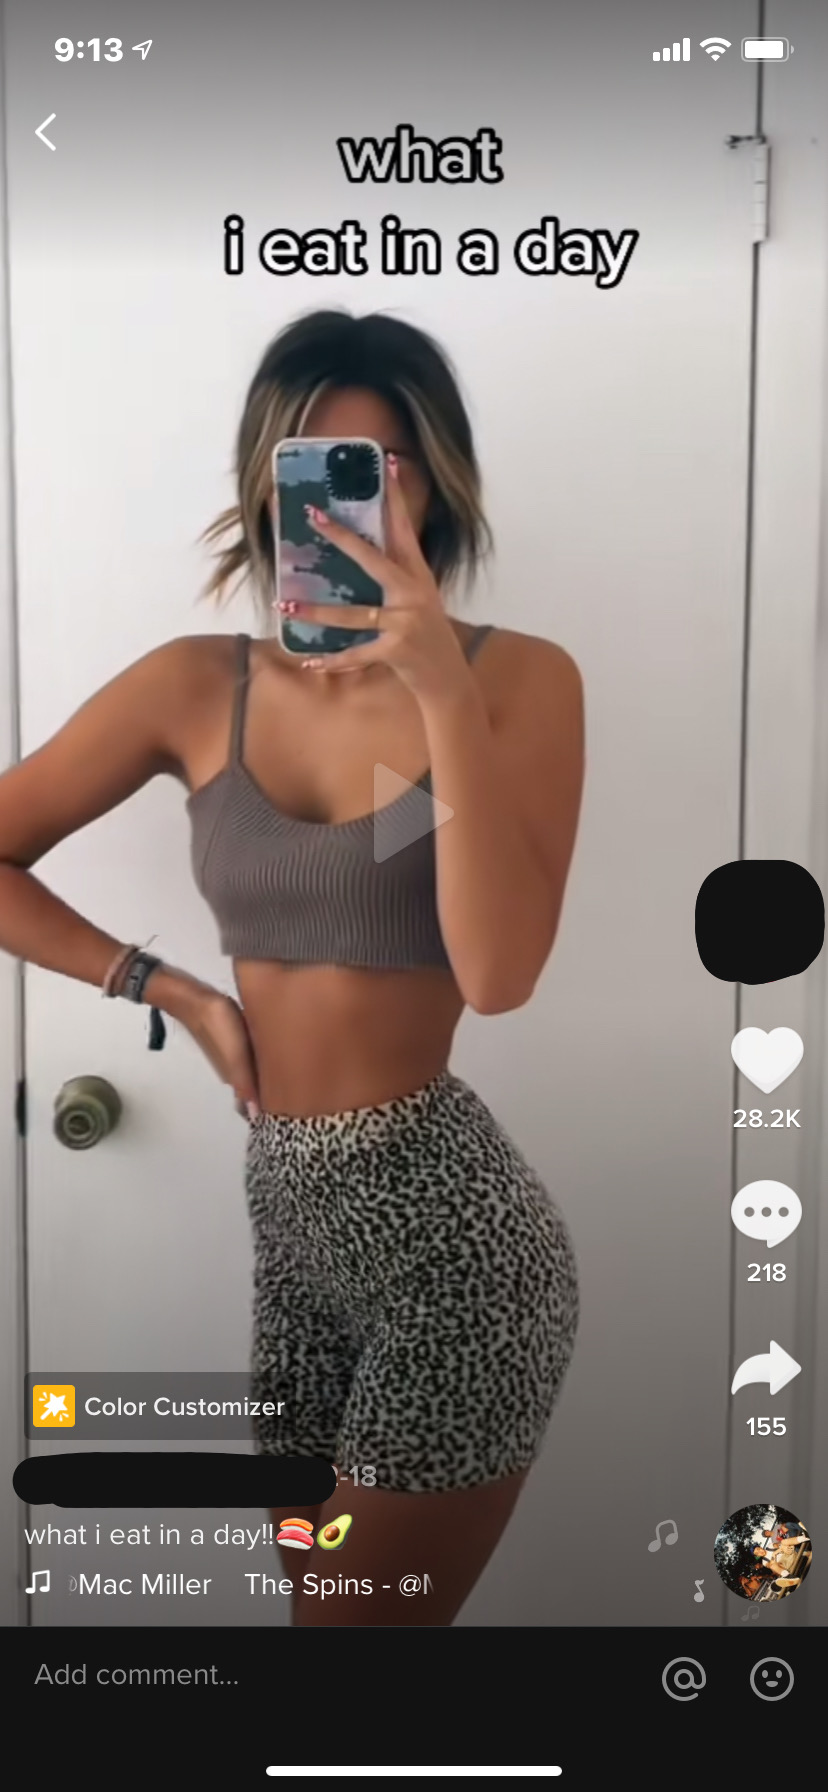 9:13
what
i eat in a day
28.2K
218
155
Color Customizer
-18
what i eat in a day!!🍣🥑
Mac Miller The Spins - @
Add comment...